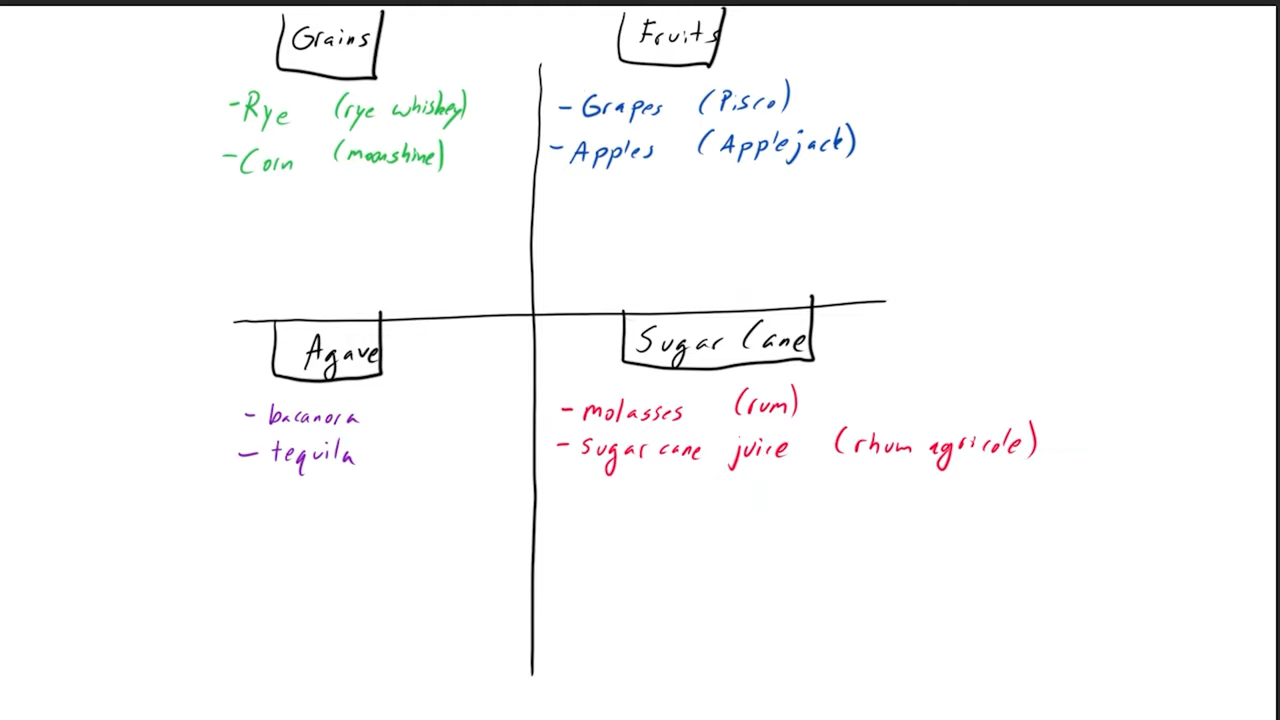 Grains
- Rye (rye whiskey)
- Corn (moonshine)
Fruits
- Grapes (Pisco)
- Apples (Applejack)
Agave
- bacanora
- tequila
Sugar Cane
- molasses (rum)
- sugar cane juice (rhum agricole)